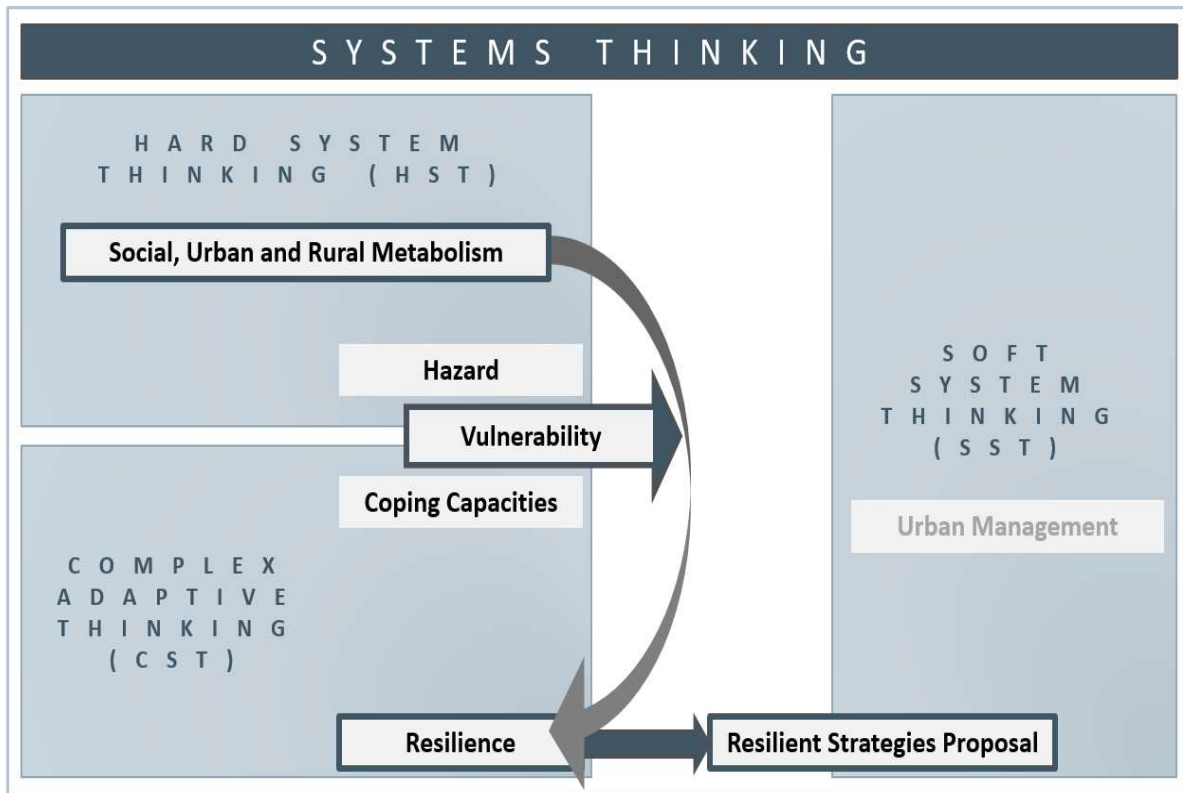 SYSTEMS THINKING
HARD SYSTEM
THINKING (HST)
Social, Urban and Rural Metabolism
Hazard
Vulnerability
Coping Capacities
COMPLEX
ADAPTIVE
THINKING
(CST)
Resilience
Resilient Strategies Proposal
SOFT
SYSTEM
THINKING
(SST)
Urban Management